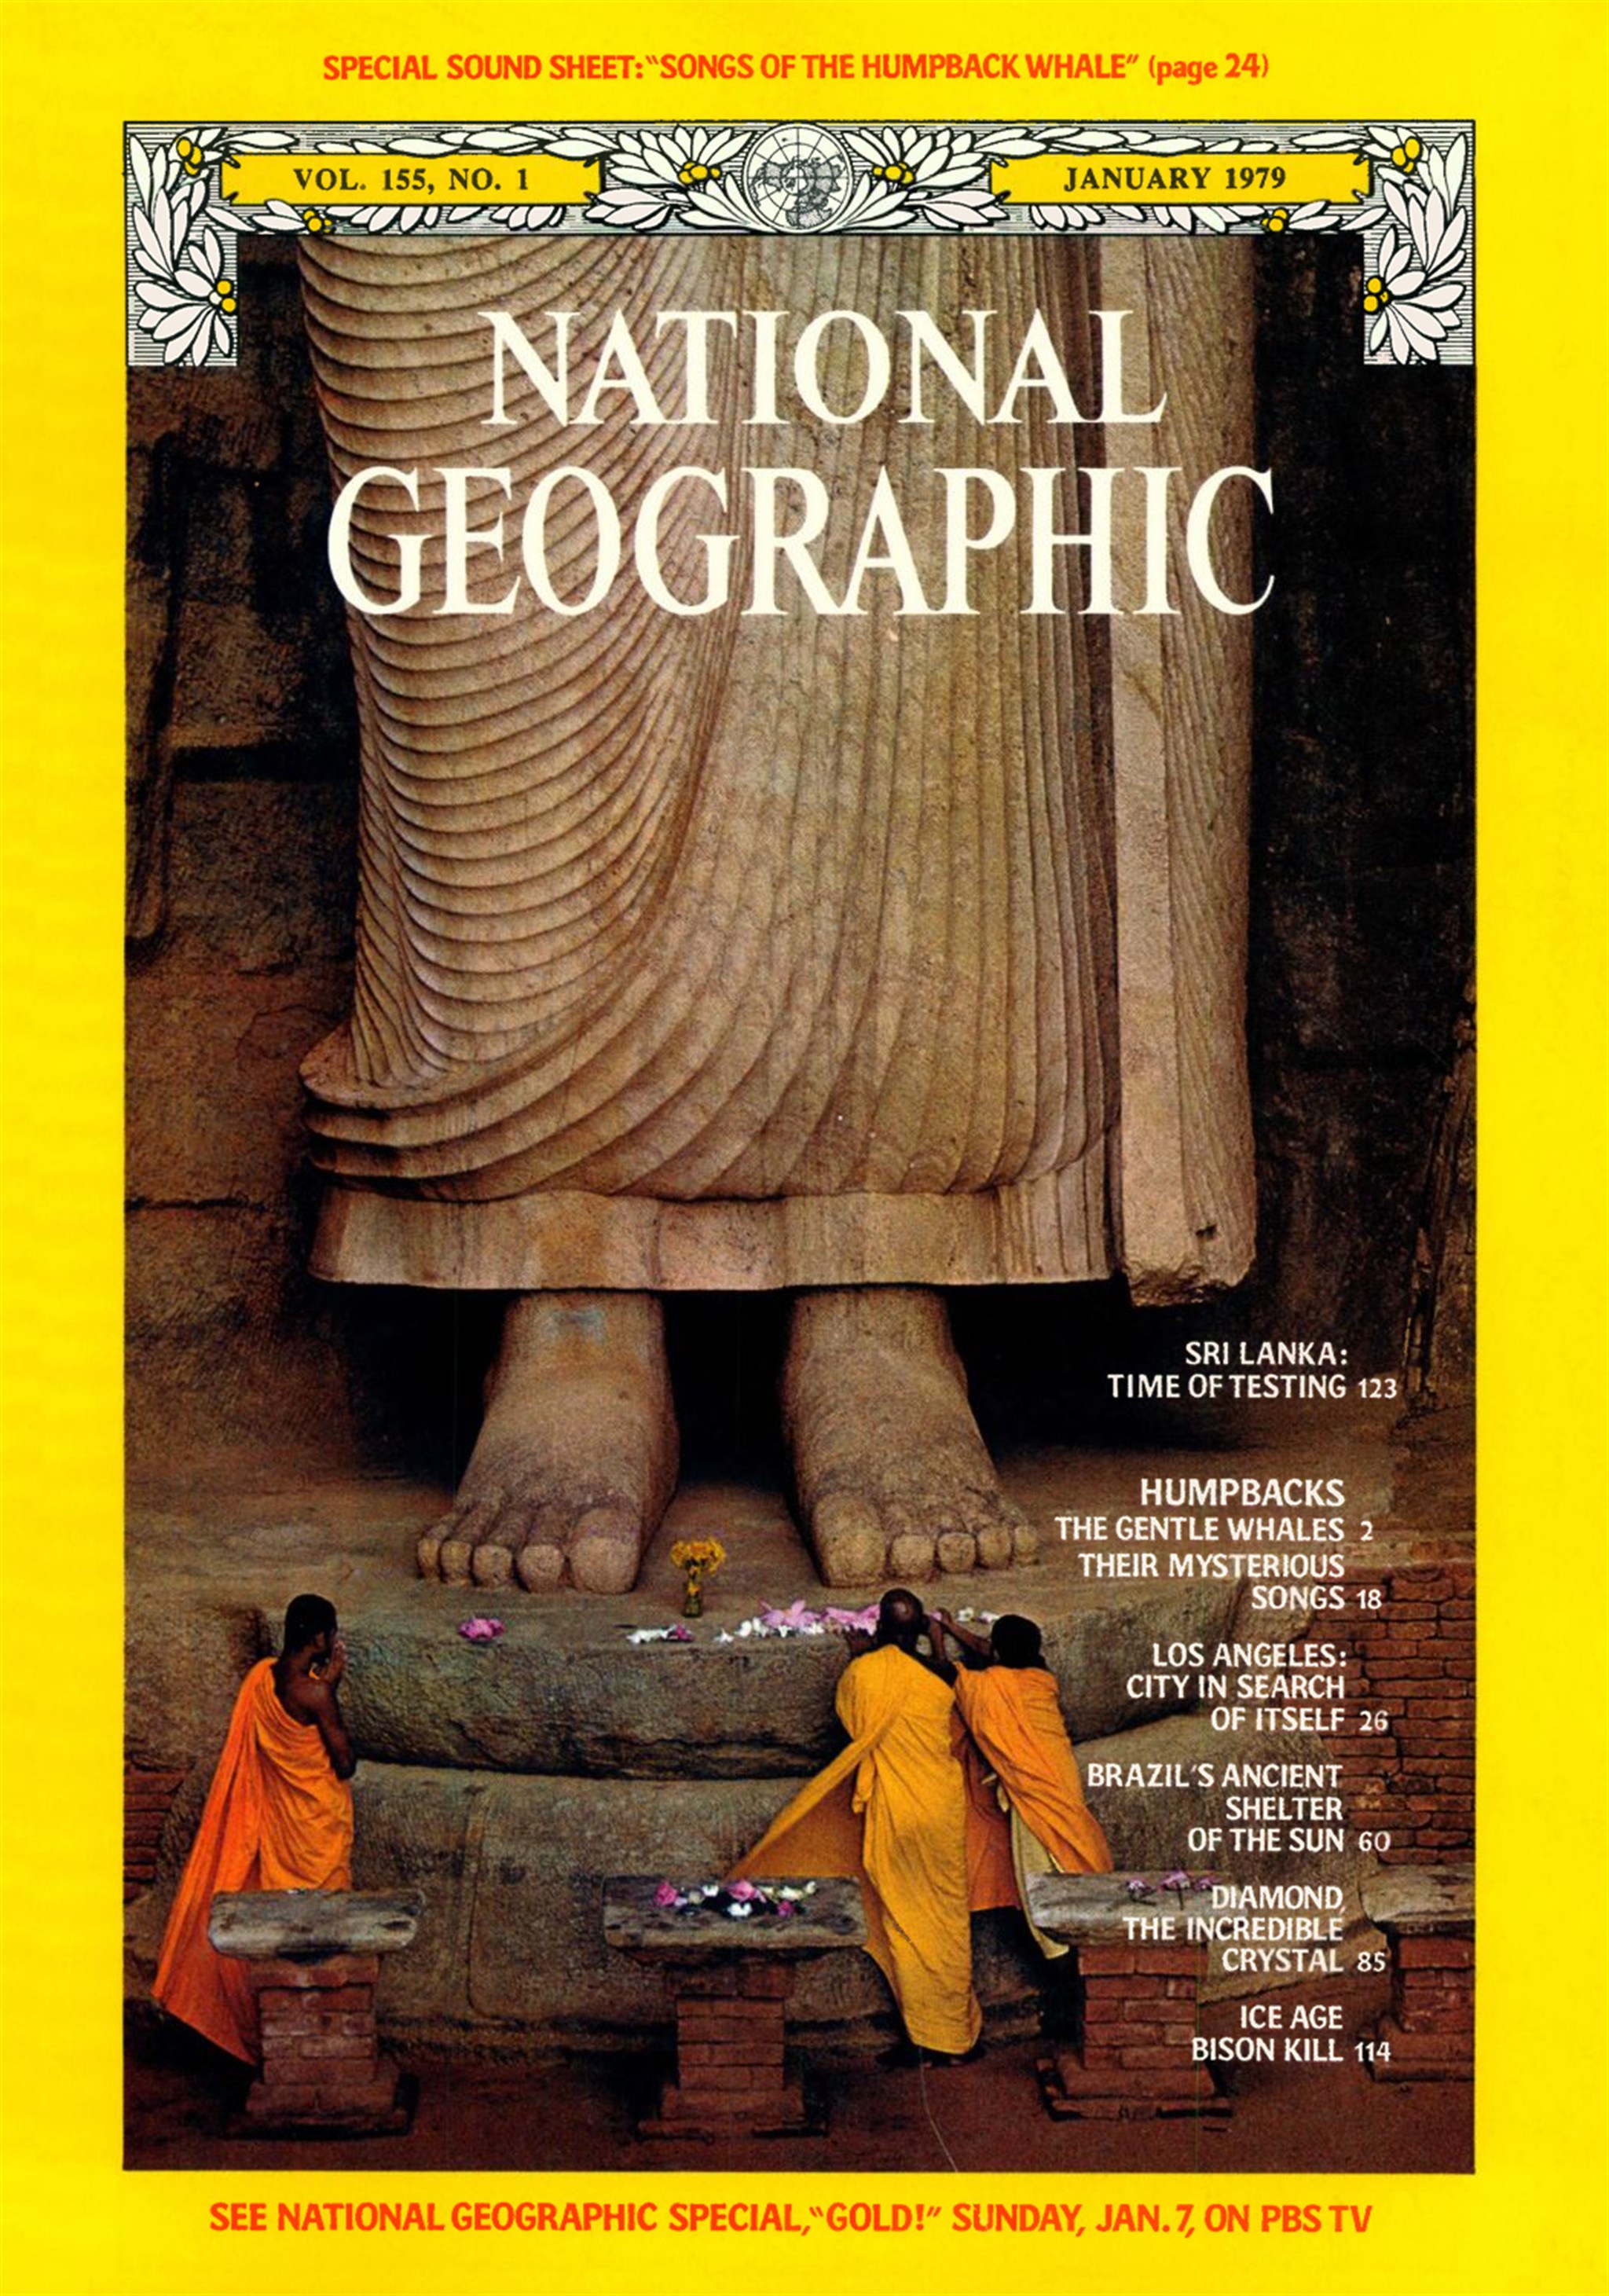 SPECIAL SOUND SHEET: "SONGS OF THE HUMPBACK WHALE" (page 24)
VOL. 155, NO. 1
JANUARY 1979
NATIONAL
GEOGRAPHIC
SRI LANKA:
TIME OF TESTING 123
HUMPBACKS
THE GENTLE WHALES 2
THEIR MYSTERIOUS
SONGS 18
LOS ANGELES:
CITY IN SEARCH
OF ITSELF 26
BRAZIL'S ANCIENT
SHELTER
OF THE SUN 60
DIAMOND,
THE INCREDIBLE
CRYSTAL 85
ICE AGE
BISON KILL 114
SEE NATIONAL GEOGRAPHIC SPECIAL, "GOLD!" SUNDAY, JAN. 7, ON PBS TV